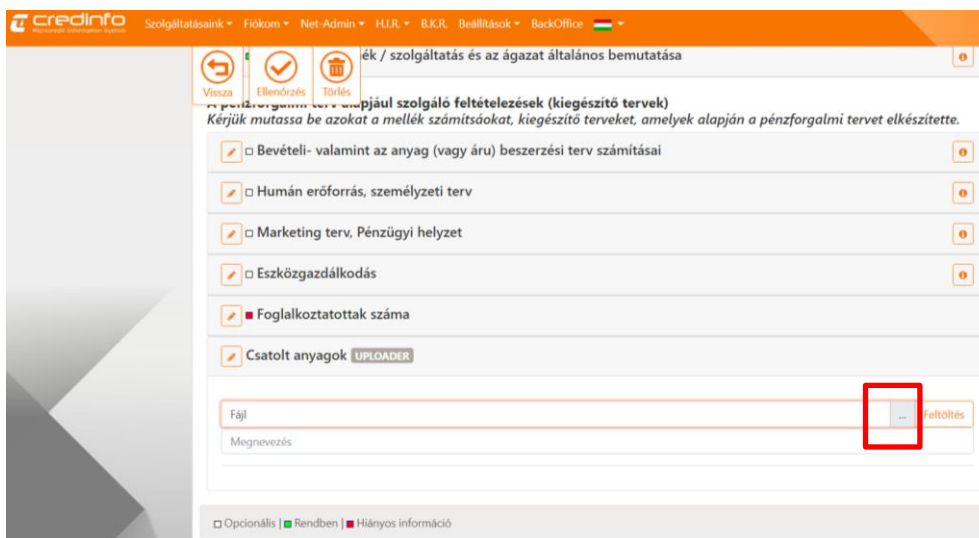 credinfo
Microcredit Information System
Szolgáltatásaink Fiókom Net-Admin H.I.R. B.K.R. Beállítások BackOffice
ék / szolgáltatás és az ágazat általános bemutatása
Vissza Ellenőrzés Törlés
A pénzforgalmi terv alapjául szolgáló feltételezések (kiegészítő tervek)
Kérjük mutassa be azokat a mellék számítsáokat, kiegészítő terveket, amelyek alapján a pénzforgalmi tervet elkészítette.
Bevételi- valamint az anyag (vagy áru) beszerzési terv számításai
Humán erőforrás, személyzeti terv
Marketing terv, Pénzügyi helyzet
Eszközgazdálkodás
Foglalkoztatottak száma
Csatolt anyagok UPLOADER
Fájl ... Feltöltés
Megnevezés
Opcionális | Rendben | Hiányos információ